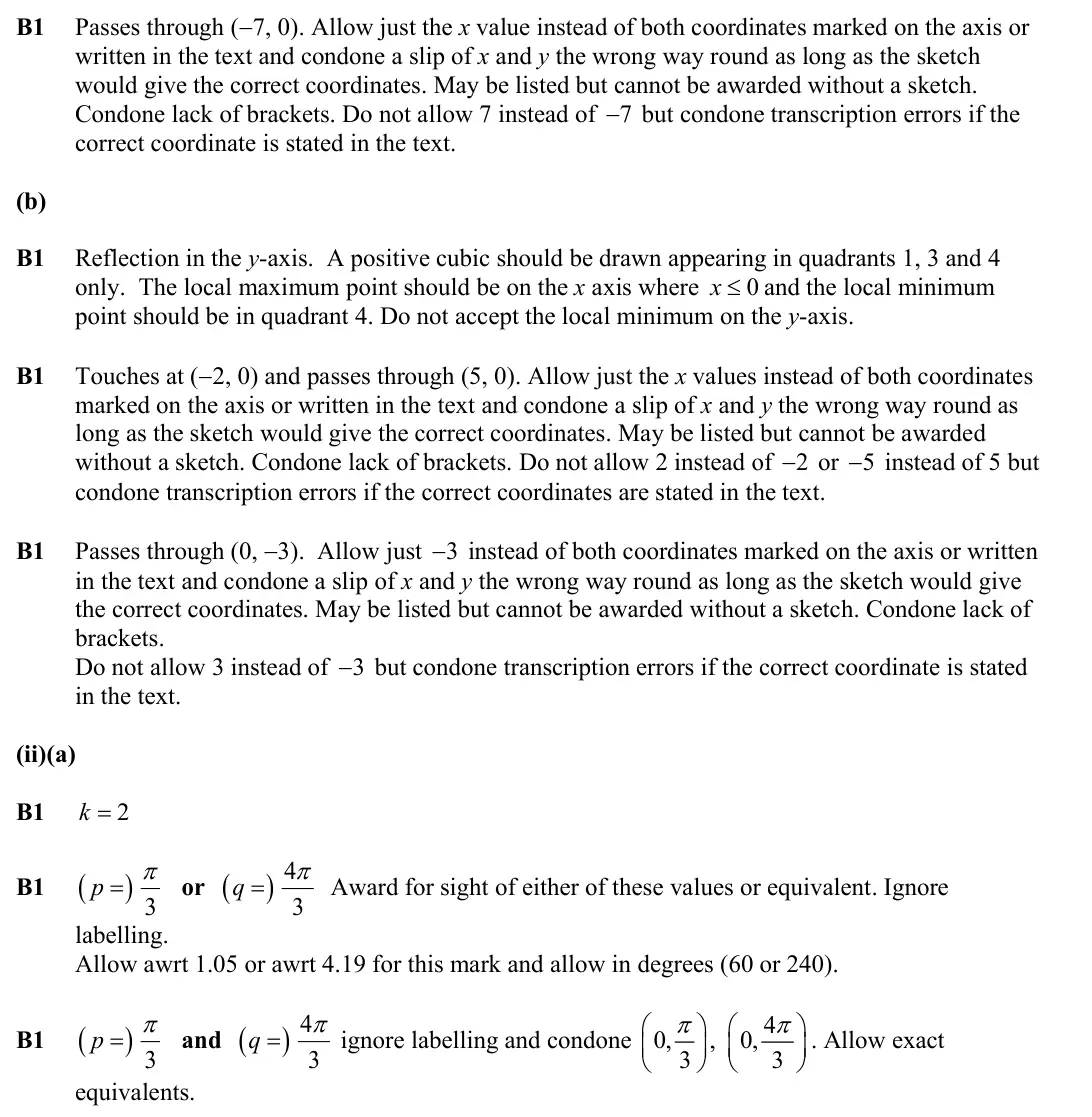 B1 Passes through (–7, 0). Allow just the x value instead of both coordinates marked on the axis or
written in the text and condone a slip of x and y the wrong way round as long as the sketch
would give the correct coordinates. May be listed but cannot be awarded without a sketch.
Condone lack of brackets. Do not allow 7 instead of −7 but condone transcription errors if the
correct coordinate is stated in the text.
(b)
B1 Reflection in the y-axis. A positive cubic should be drawn appearing in quadrants 1, 3 and 4
only. The local maximum point should be on the x axis where x ≤ 0 and the local minimum
point should be in quadrant 4. Do not accept the local minimum on the y-axis.
B1 Touches at (–2, 0) and passes through (5, 0). Allow just the x values instead of both coordinates
marked on the axis or written in the text and condone a slip of x and y the wrong way round as
long as the sketch would give the correct coordinates. May be listed but cannot be awarded
without a sketch. Condone lack of brackets. Do not allow 2 instead of −2 or −5 instead of 5 but
condone transcription errors if the correct coordinates are stated in the text.
B1 Passes through (0, –3). Allow just −3 instead of both coordinates marked on the axis or written
in the text and condone a slip of x and y the wrong way round as long as the sketch would give
the correct coordinates. May be listed but cannot be awarded without a sketch. Condone lack of
brackets.
Do not allow 3 instead of −3 but condone transcription errors if the correct coordinate is stated
in the text.
(ii)(a)
B1 k = 2
B1 (p =) π/3 or (q =) 4π/3 Award for sight of either of these values or equivalent. Ignore
labelling.
Allow awrt 1.05 or awrt 4.19 for this mark and allow in degrees (60 or 240).
B1 (p =) π/3 and (q =) 4π/3 ignore labelling and condone (0, π/3), (0, 4π/3). Allow exact
equivalents.